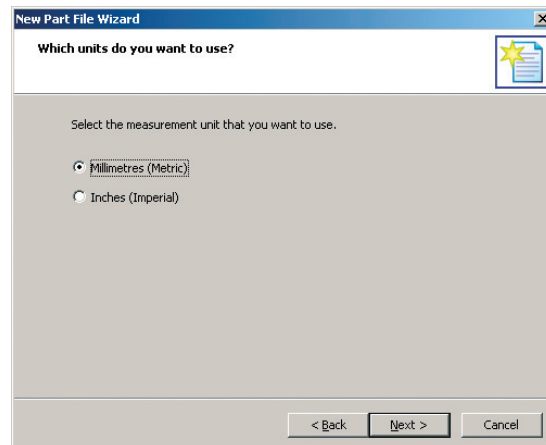 New Part File Wizard
Which units do you want to use?
Select the measurement unit that you want to use.
Millimetres (Metric)
Inches (Imperial)
< Back Next > Cancel